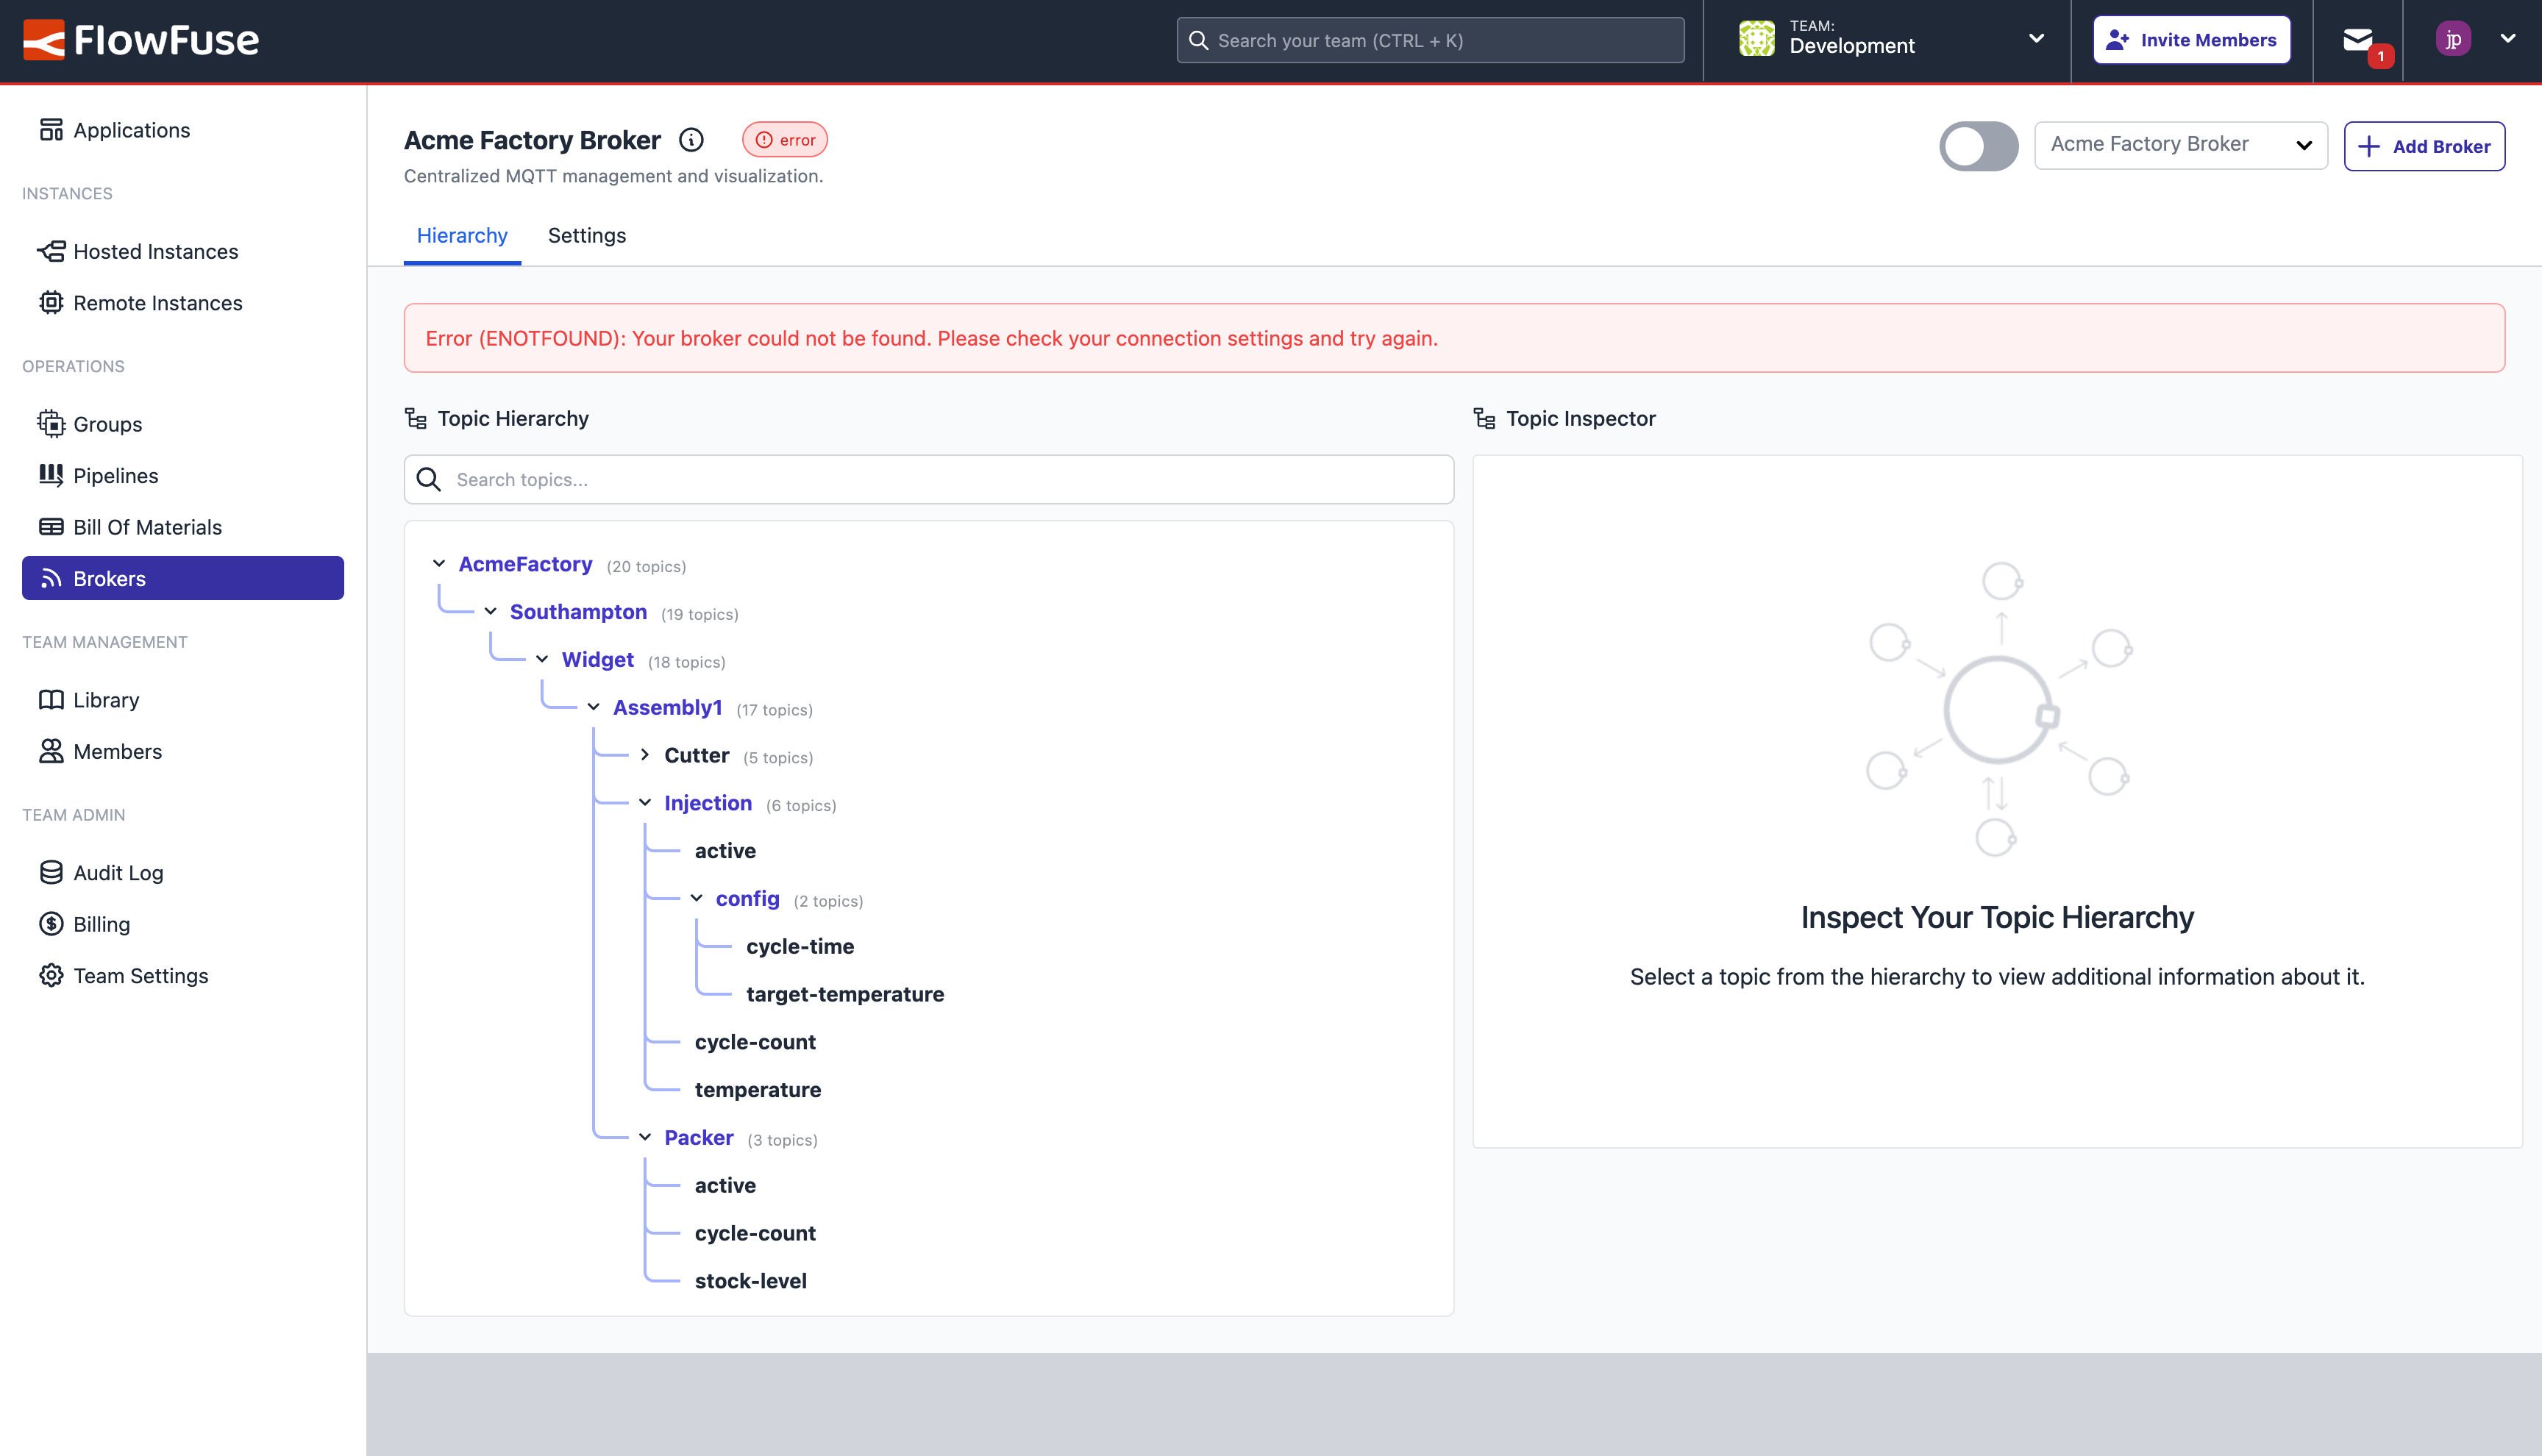 FlowFuse
Search your team (CTRL + K)
TEAM:
Development
Invite Members
1
jp
Applications
INSTANCES
Hosted Instances
Remote Instances
OPERATIONS
Groups
Pipelines
Bill Of Materials
Brokers
TEAM MANAGEMENT
Library
Members
TEAM ADMIN
Audit Log
Billing
Team Settings
Acme Factory Broker
error
Centralized MQTT management and visualization.
Acme Factory Broker
Add Broker
Hierarchy
Settings
Error (ENOTFOUND): Your broker could not be found. Please check your connection settings and try again.
Topic Hierarchy
Search topics...
AcmeFactory (20 topics)
Southampton (19 topics)
Widget (18 topics)
Assembly1 (17 topics)
Cutter (5 topics)
Injection (6 topics)
active
config (2 topics)
cycle-time
target-temperature
cycle-count
temperature
Packer (3 topics)
active
cycle-count
stock-level
Topic Inspector
Inspect Your Topic Hierarchy
Select a topic from the hierarchy to view additional information about it.